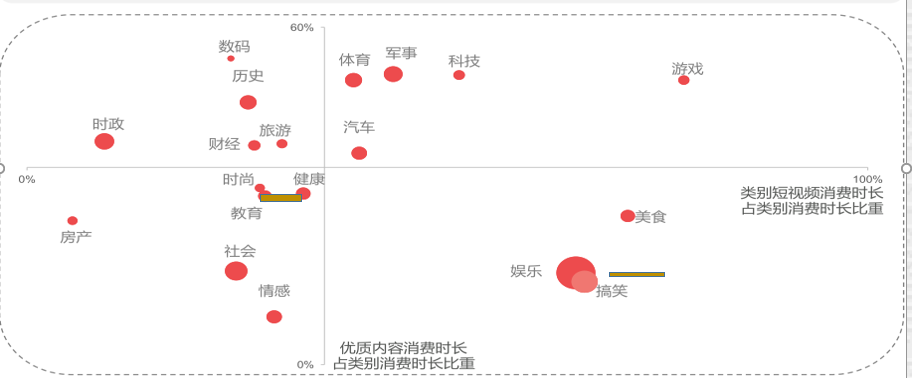 60%
数码
体育
军事
科技
历史
游戏
时政
汽车
财经
旅游
0%
100%
时尚
健康
类别短视频消费时长
占类别消费时长比重
教育
美食
房产
社会
娱乐
搞笑
情感
优质内容消费时长
占类别消费时长比重
0%